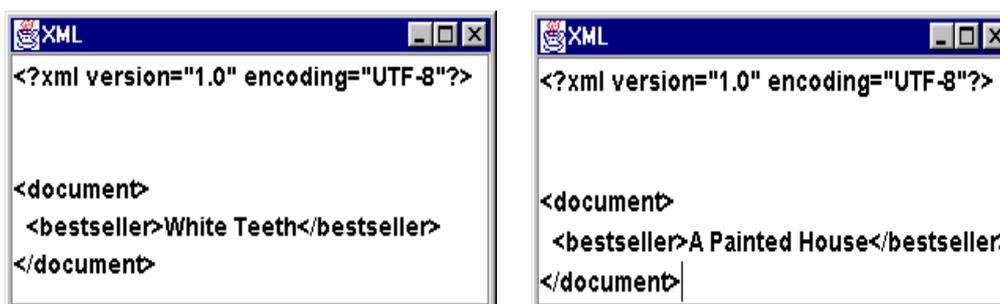 XML
<?xml version="1.0" encoding="UTF-8"?>
<document>
<bestseller>White Teeth</bestseller>
</document>
XML
<?xml version="1.0" encoding="UTF-8"?>
<document>
<bestseller>A Painted House</bestseller>
</document>